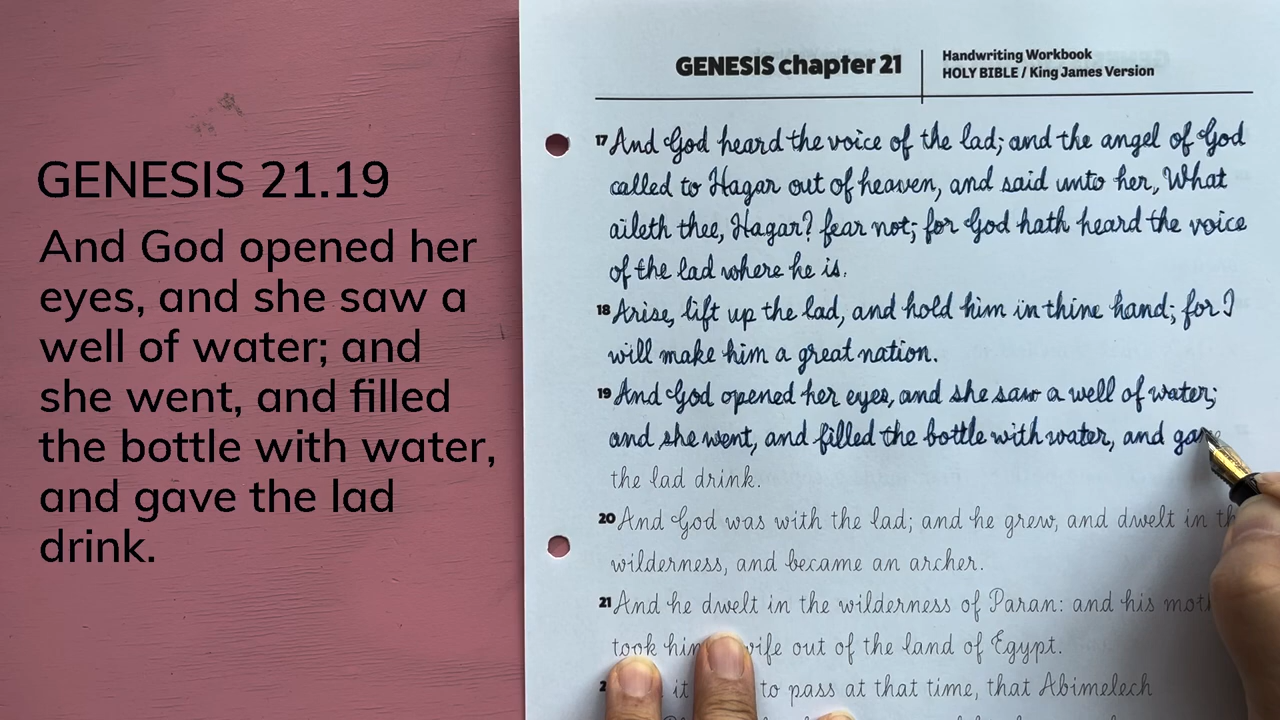 GENESIS 21.19
And God opened her
eyes, and she saw a
well of water; and
she went, and filled
the bottle with water,
and gave the lad
drink.
GENESIS chapter 21
Handwriting Workbook
HOLY BIBLE / King James Version
17 And God heard the voice of the lad; and the angel of God
called to Hagar out of heaven, and said unto her, What
aileth thee, Hagar? fear not; for God hath heard the voice
of the lad where he is.
18 Arise, lift up the lad, and hold him in thine hand; for I
will make him a great nation.
19 And God opened her eyes, and she saw a well of water;
and she went, and filled the bottle with water, and
the lad drink.
20 And God was with the lad; and he grew, and dwelt in
wilderness, and became an archer.
21 And he dwelt in the wilderness of Paran: and his
took wife out of the land of Egypt.
it to pass at that time, that Abimelech